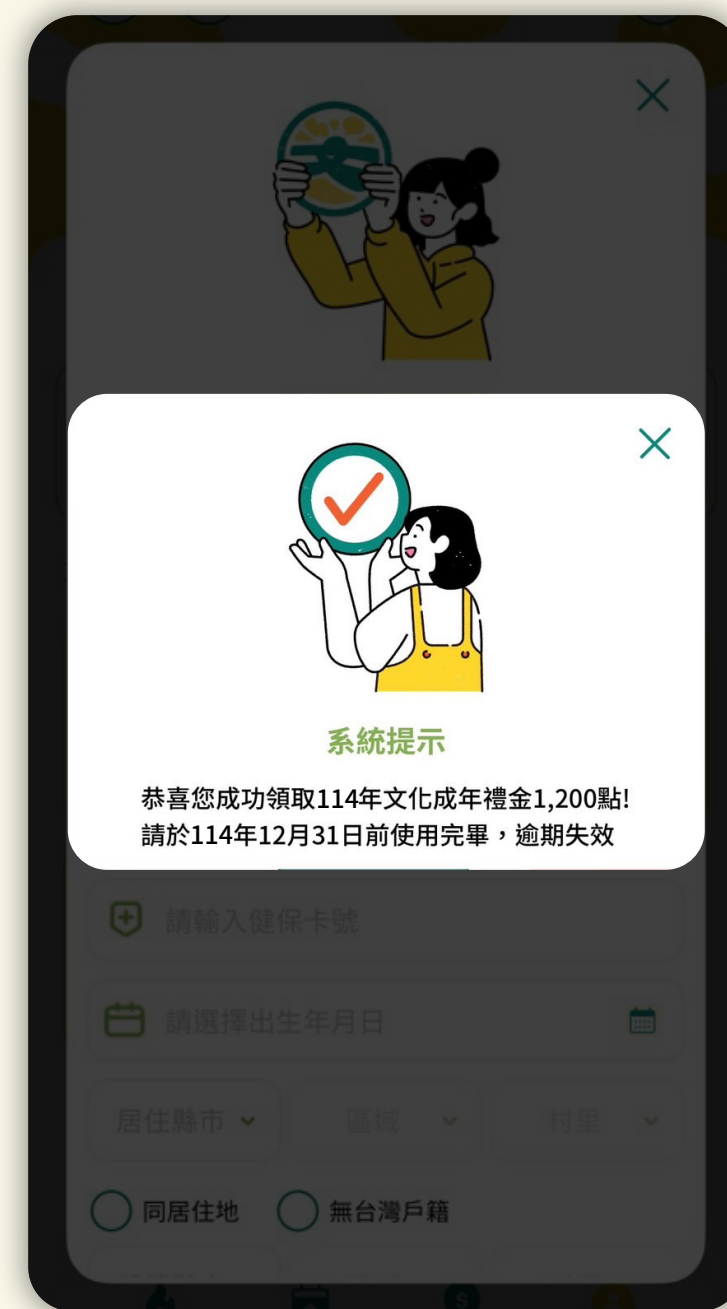 文
系統提示
恭喜您成功領取114年文化成年禮金1,200點!
請於114年12月31日前使用完畢，逾期失效
請輸入健保卡號
請選擇出生年月日
居住縣市 區域 村里
同居住地 無台灣戶籍